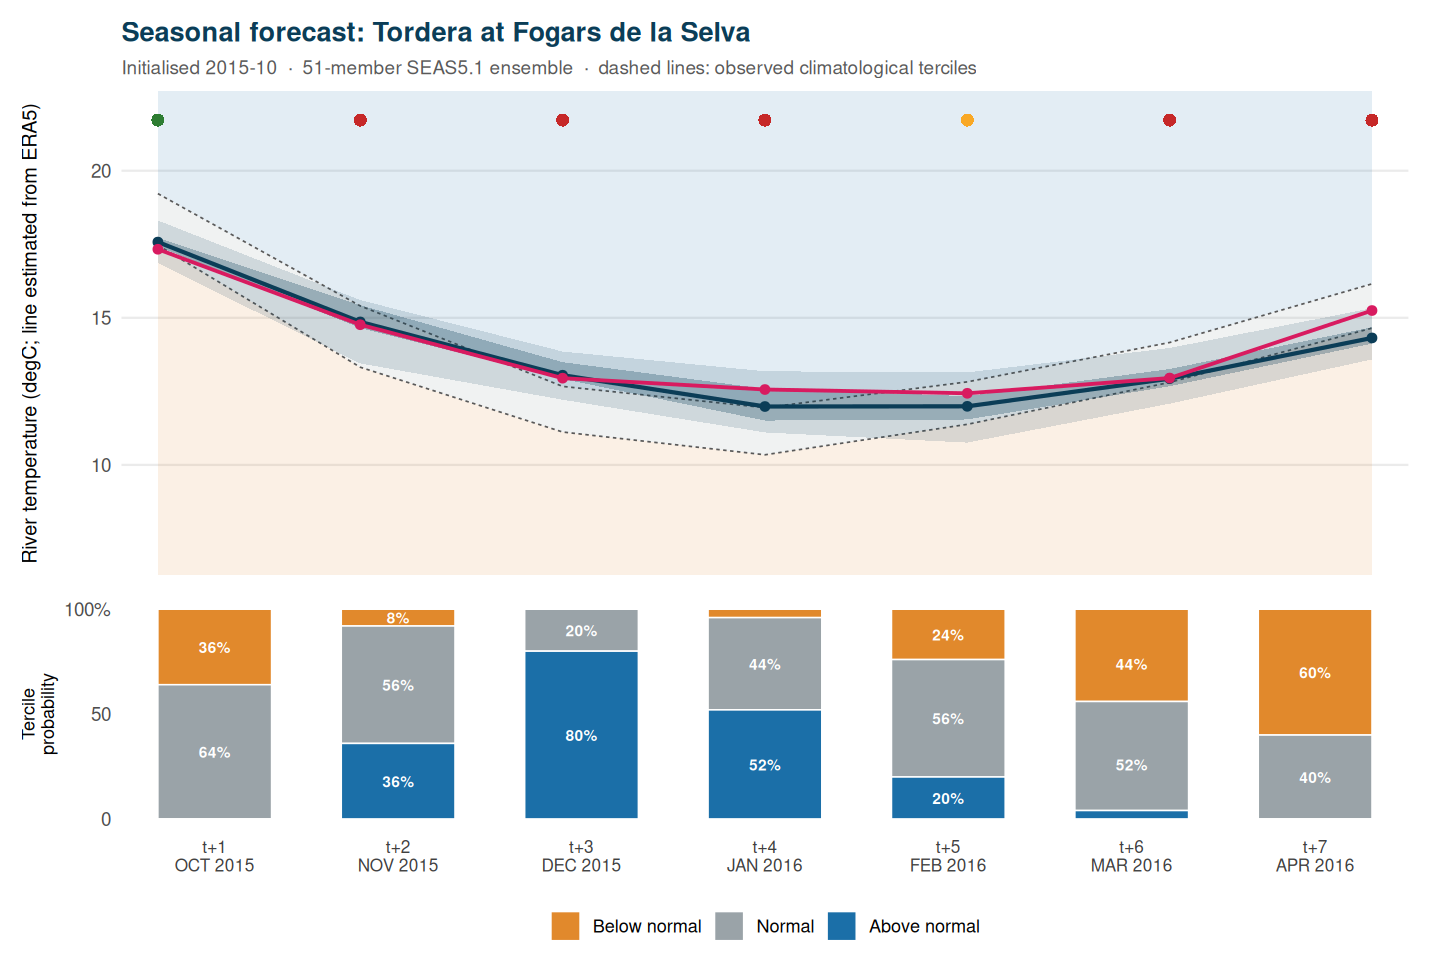 Seasonal forecast: Tordera at Fogars de la Selva
Initialised 2015-10 · 51-member SEAS5.1 ensemble · dashed lines: observed climatological terciles
River temperature (degC; line estimated from ERA5)
20
15
10
Tercile
probability
100%
50
0
36%
64%
8%
56%
36%
20%
80%
44%
52%
24%
56%
20%
44%
52%
60%
40%
t+1
OCT 2015
t+2
NOV 2015
t+3
DEC 2015
t+4
JAN 2016
t+5
FEB 2016
t+6
MAR 2016
t+7
APR 2016
Below normal
Normal
Above normal